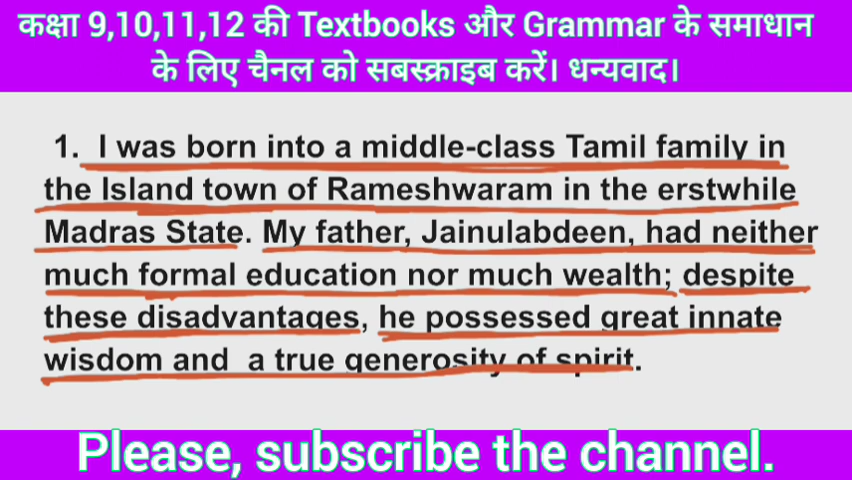 कक्षा 9,10,11,12 की Textbooks और Grammar के समाधान
के लिए चैनल को सबस्क्राइब करें। धन्यवाद।
1. I was born into a middle-class Tamil family in
the Island town of Rameshwaram in the erstwhile
Madras State. My father, Jainulabdeen, had neither
much formal education nor much wealth; despite
these disadvantages, he possessed great innate
wisdom and a true generosity of spirit.
Please, subscribe the channel.